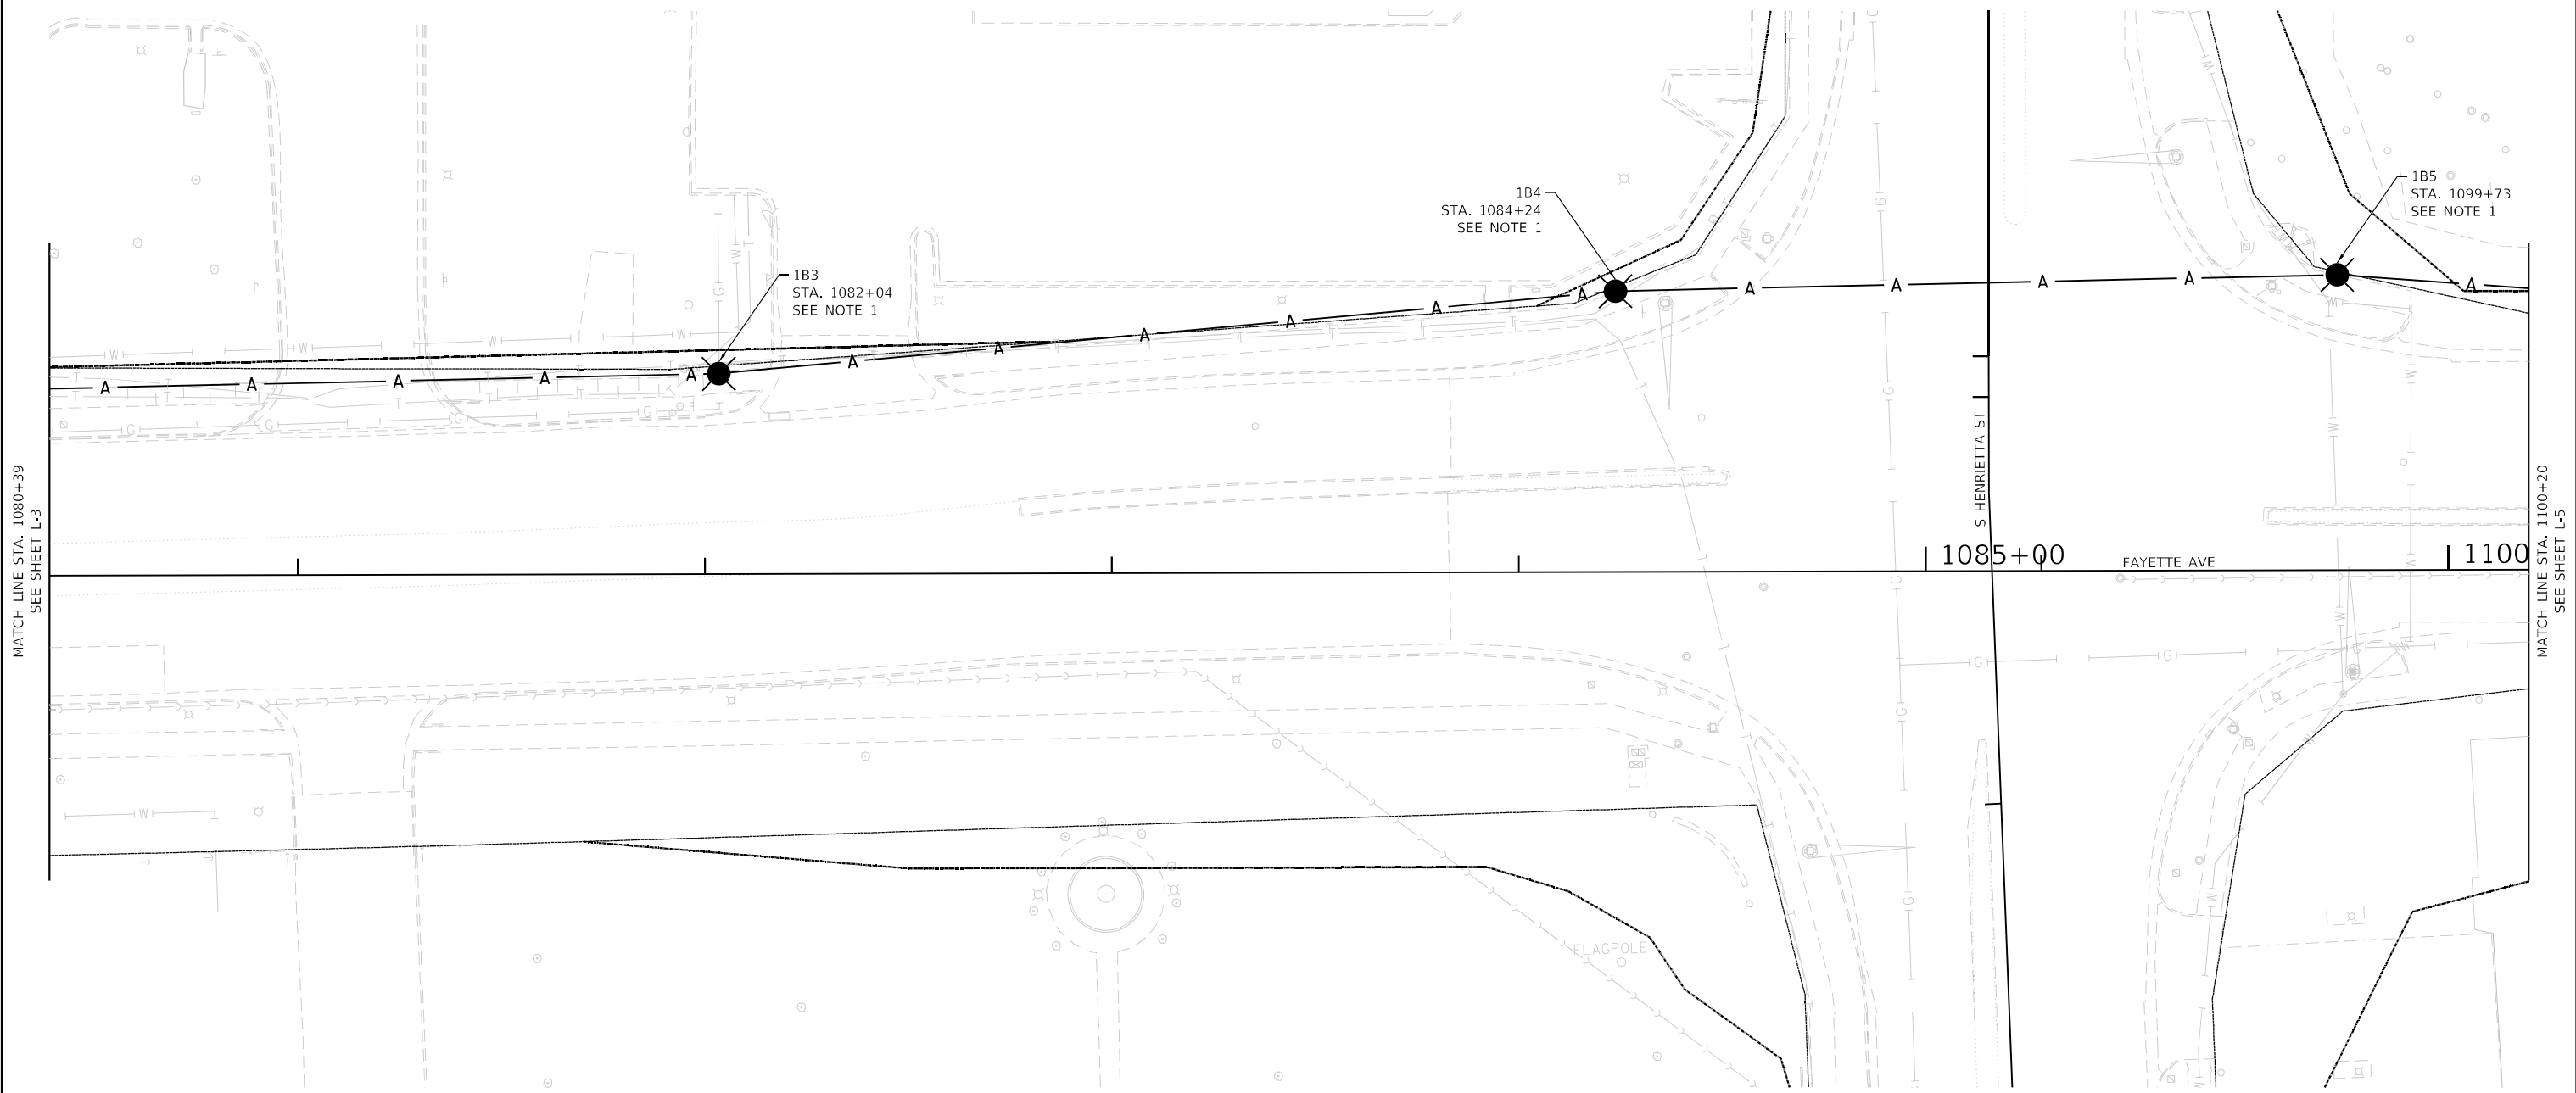 1B4
STA. 1084+24
SEE NOTE 1
1B5
STA. 1099+73
SEE NOTE 1
1B3
STA. 1082+04
SEE NOTE 1
A A A A A A A A A A A A A A A A
S HENRIETTA ST
MATCH LINE STA. 1080+39
SEE SHEET L-3
1085+00
FAYETTE AVE
1100
MATCH LINE STA. 1100+20
SEE SHEET L-5
FLAGPOLE